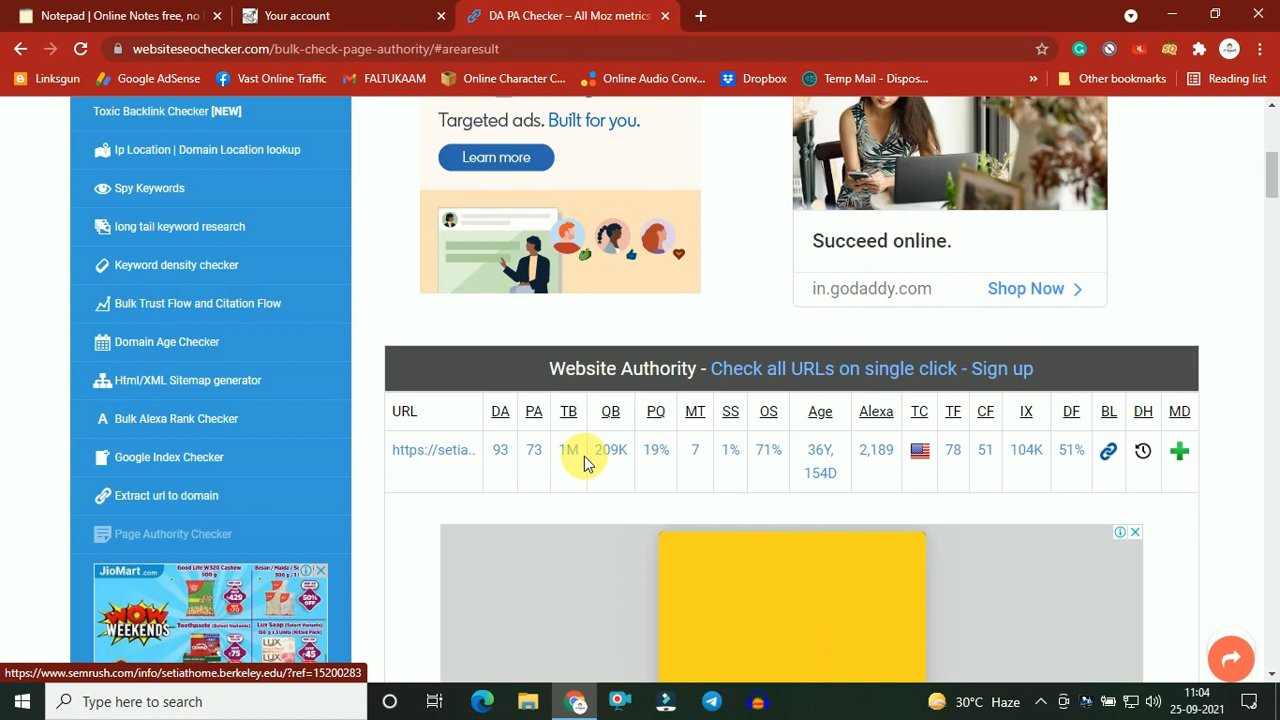 Notepad | Online Notes free, no
Your account
DA PA Checker – All Moz metrics
websiteseochecker.com/bulk-check-page-authority/#arearesult
Linksgun
Google AdSense
Vast Online Traffic
FALTUKAAM
Online Character C...
Online Audio Conv...
Dropbox
Temp Mail - Dispos...
»
Other bookmarks
Reading list
Toxic Backlink Checker [NEW]
Ip Location | Domain Location lookup
Spy Keywords
long tail keyword research
Keyword density checker
Bulk Trust Flow and Citation Flow
Domain Age Checker
Html/XML Sitemap generator
Bulk Alexa Rank Checker
Google Index Checker
Extract url to domain
Page Authority Checker
JioMart.com
WOW
WEEKENDS
Targeted ads. Built for you.
Learn more
Succeed online.
in.godaddy.com
Shop Now
Website Authority - Check all URLs on single click - Sign up
URL DA PA TB QB PQ MT SS OS Age Alexa TC TF CF IX DF BL DH MD
https://setia.. 93 73 1M 209K 19% 7 1% 71% 36Y, 154D 2,189 78 51 104K 51%
https://www.semrush.com/info/setiathome.berkeley.edu/?ref=15200283
Type here to search
30°C Haze
11:04
25-09-2021